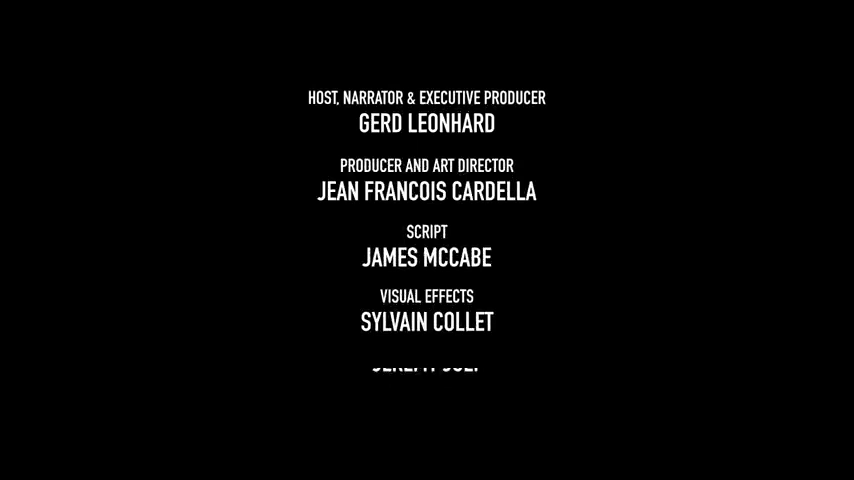 HOST, NARRATOR & EXECUTIVE PRODUCER
GERD LEONHARD
PRODUCER AND ART DIRECTOR
JEAN FRANCOIS CARDELLA
SCRIPT
JAMES MCCABE
VISUAL EFFECTS
SYLVAIN COLLET